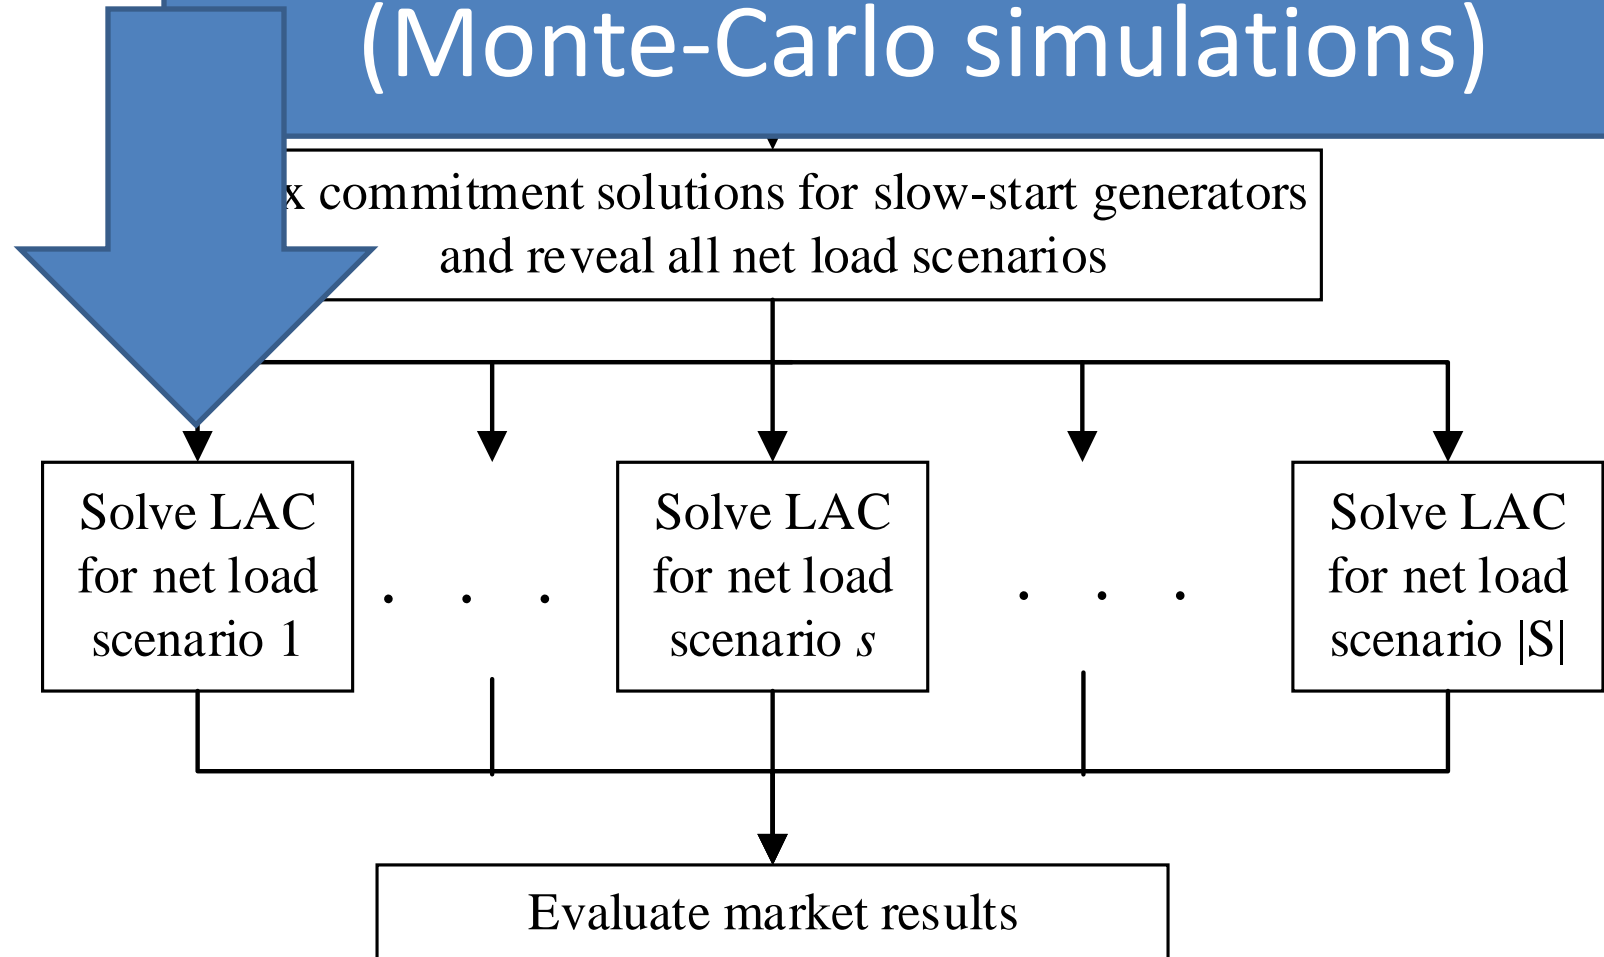 (Monte-Carlo simulations)
commitment solutions for slow-start generators
and reveal all net load scenarios
Solve LAC
for net load
scenario 1
. . .
Solve LAC
for net load
scenario s
. . .
Solve LAC
for net load
scenario |S|
Evaluate market results